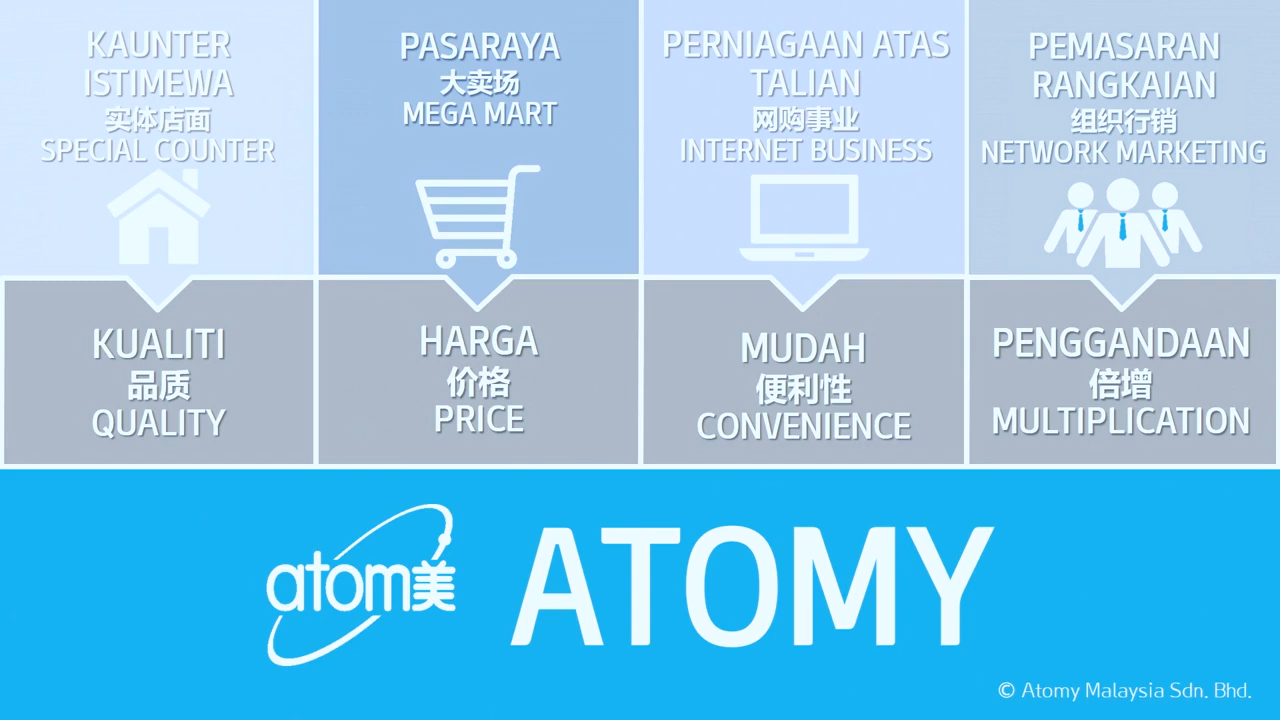 KAUNTER
ISTIMEWA
实体店面
SPECIAL COUNTER
PASARAYA
大卖场
MEGA MART
PERNIAGAAN ATAS
TALIAN
网购事业
INTERNET BUSINESS
PEMASARAN
RANGKAIAN
组织行销
NETWORK MARKETING
KUALITI
品质
QUALITY
HARGA
价格
PRICE
MUDAH
便利性
CONVENIENCE
PENGGANDAAN
倍增
MULTIPLICATION
atom美
ATOMY
© Atomy Malaysia Sdn. Bhd.